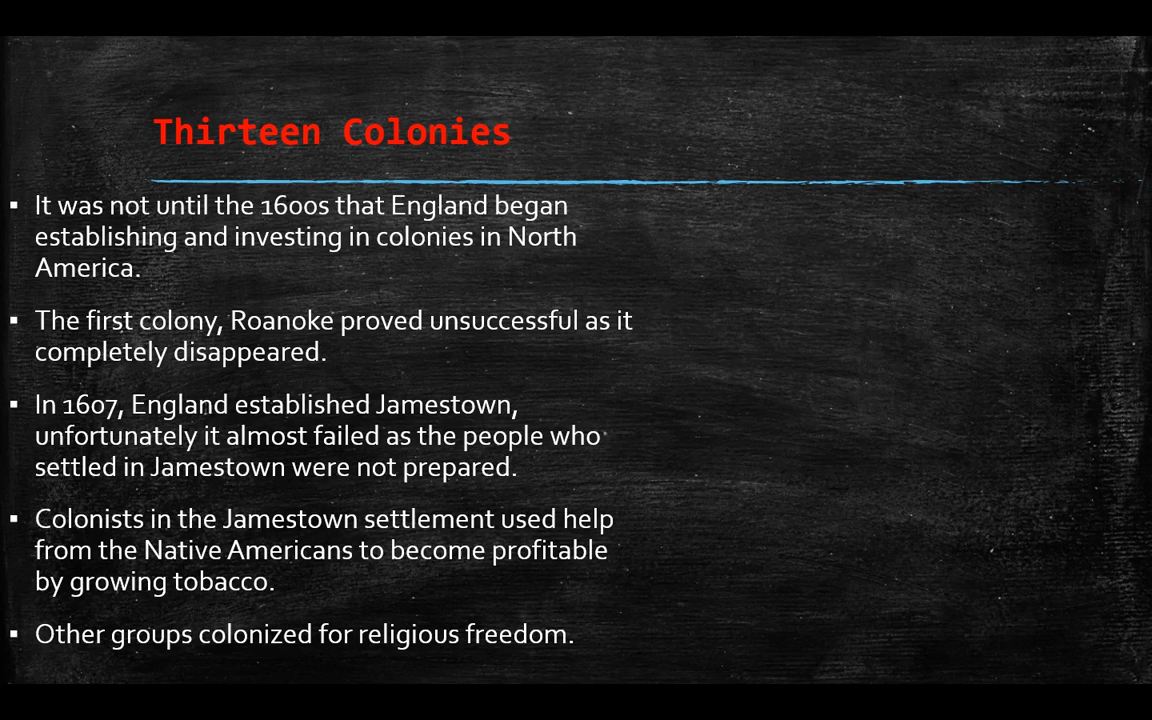 Thirteen Colonies
▪ It was not until the 1600s that England began
establishing and investing in colonies in North
America.
▪ The first colony, Roanoke proved unsuccessful as it
completely disappeared.
▪ In 1607, England established Jamestown,
unfortunately it almost failed as the people who
settled in Jamestown were not prepared.
▪ Colonists in the Jamestown settlement used help
from the Native Americans to become profitable
by growing tobacco.
▪ Other groups colonized for religious freedom.